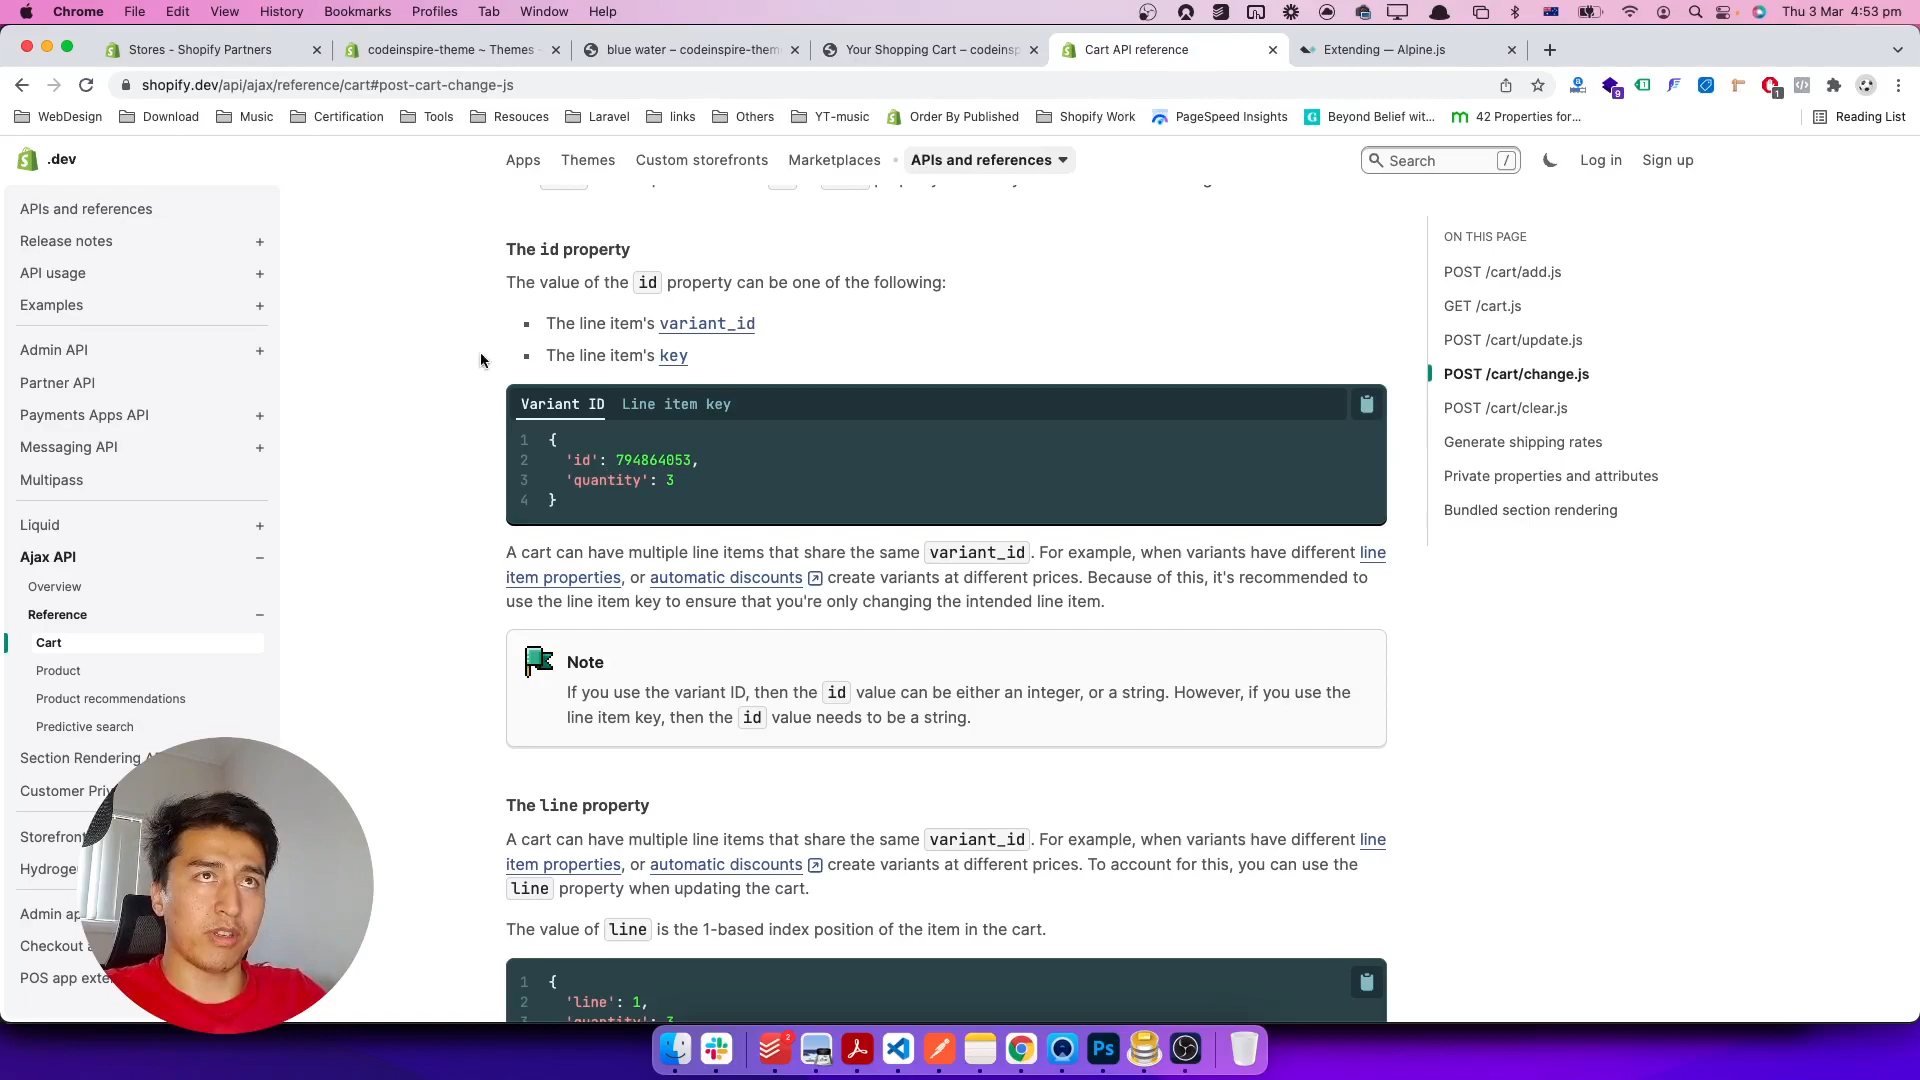 Chrome File Edit View History Bookmarks Profiles Tab Window Help Thu 3 Mar 4:53 pm
Stores - Shopify Partners
codeinspire-theme ~ Themes -
blue water – codeinspire-them
Your Shopping Cart – codeinsp
Cart API reference
Extending — Alpine.js
shopify.dev/api/ajax/reference/cart#post-cart-change-js
9
1
WebDesign Download Music Certification Tools Resouces Laravel links Others YT-music Order By Published Shopify Work PageSpeed Insights Beyond Belief wit... 42 Properties for... Reading List
.dev
Apps Themes Custom storefronts Marketplaces APIs and references
Search /
Log in Sign up
APIs and references
Release notes +
API usage +
Examples +
Admin API +
Partner API
Payments Apps API +
Messaging API +
Multipass
Liquid +
Ajax API −
Overview
Reference −
Cart
Product
Product recommendations
Predictive search
Section Rendering A
Customer Priv
Storefront
Hydroge
Admin ap
Checkout a
POS app exte
The id property
The value of the id property can be one of the following:
▪ The line item's variant_id
▪ The line item's key
Variant ID Line item key
1 {
2 'id': 794864053,
3 'quantity': 3
4 }
A cart can have multiple line items that share the same variant_id. For example, when variants have different line
item properties, or automatic discounts create variants at different prices. Because of this, it's recommended to
use the line item key to ensure that you're only changing the intended line item.
Note
If you use the variant ID, then the id value can be either an integer, or a string. However, if you use the
line item key, then the id value needs to be a string.
The line property
A cart can have multiple line items that share the same variant_id. For example, when variants have different line
item properties, or automatic discounts create variants at different prices. To account for this, you can use the
line property when updating the cart.
The value of line is the 1-based index position of the item in the cart.
1 {
2 'line': 1,
3 'quantity': 3
ON THIS PAGE
POST /cart/add.js
GET /cart.js
POST /cart/update.js
POST /cart/change.js
POST /cart/clear.js
Generate shipping rates
Private properties and attributes
Bundled section rendering
2
Ps